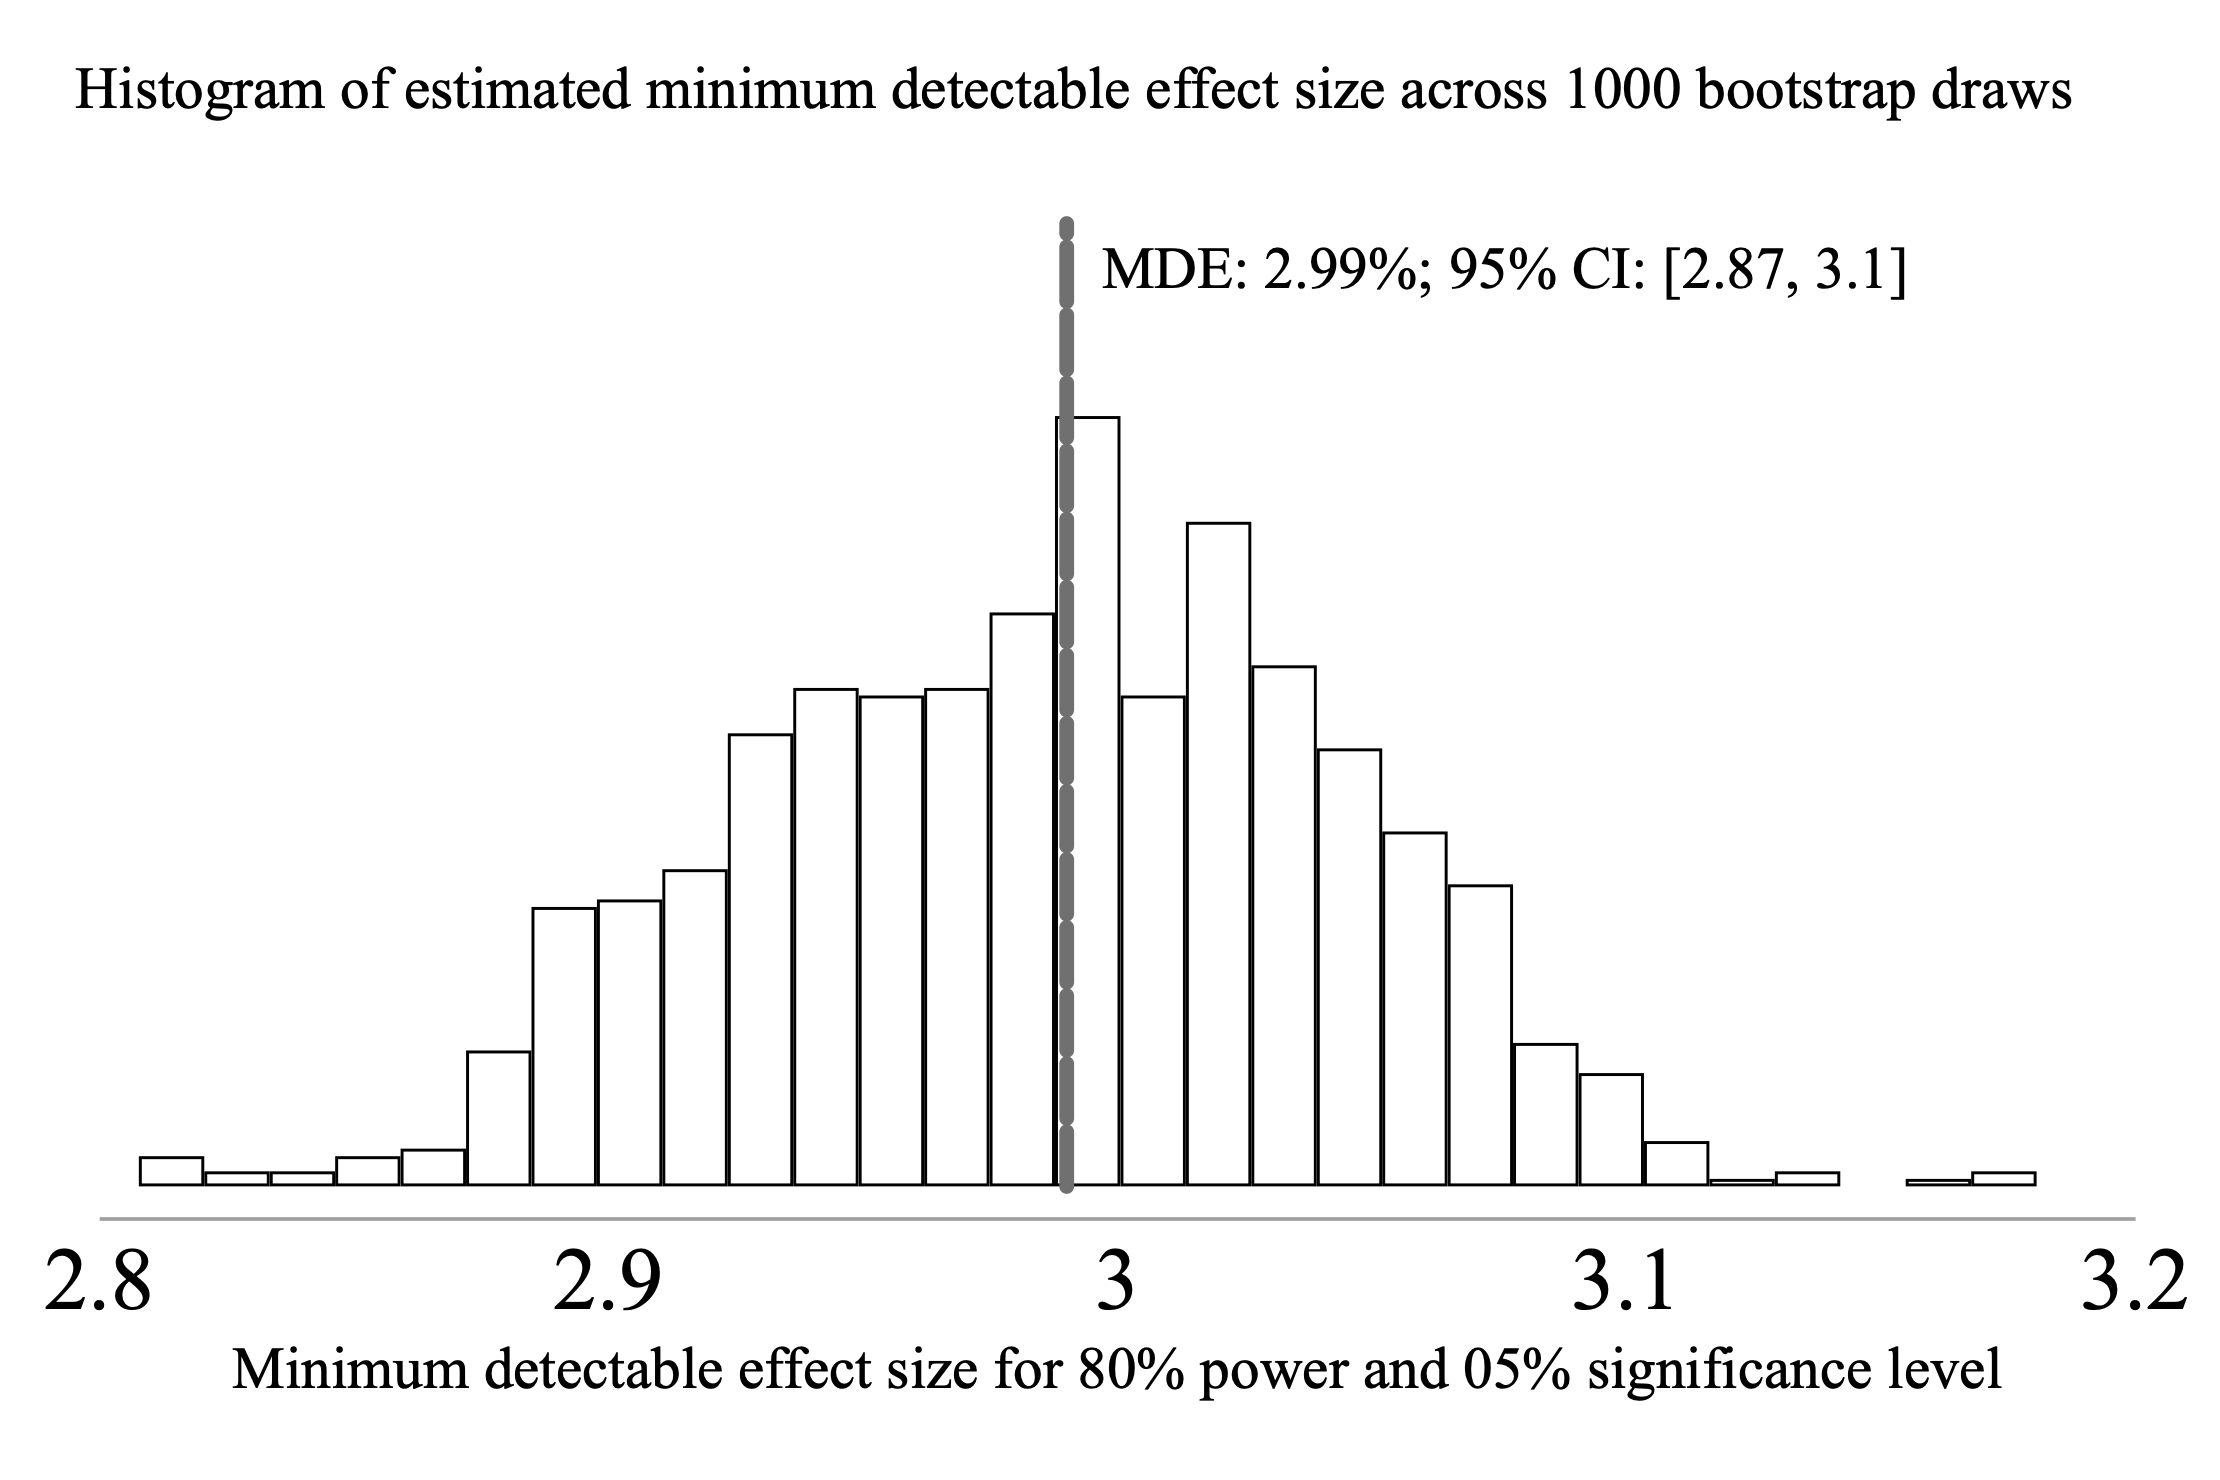 Histogram of estimated minimum detectable effect size across 1000 bootstrap draws
MDE: 2.99%; 95% CI: [2.87, 3.1]
2.8 2.9 3 3.1 3.2
Minimum detectable effect size for 80% power and 05% significance level